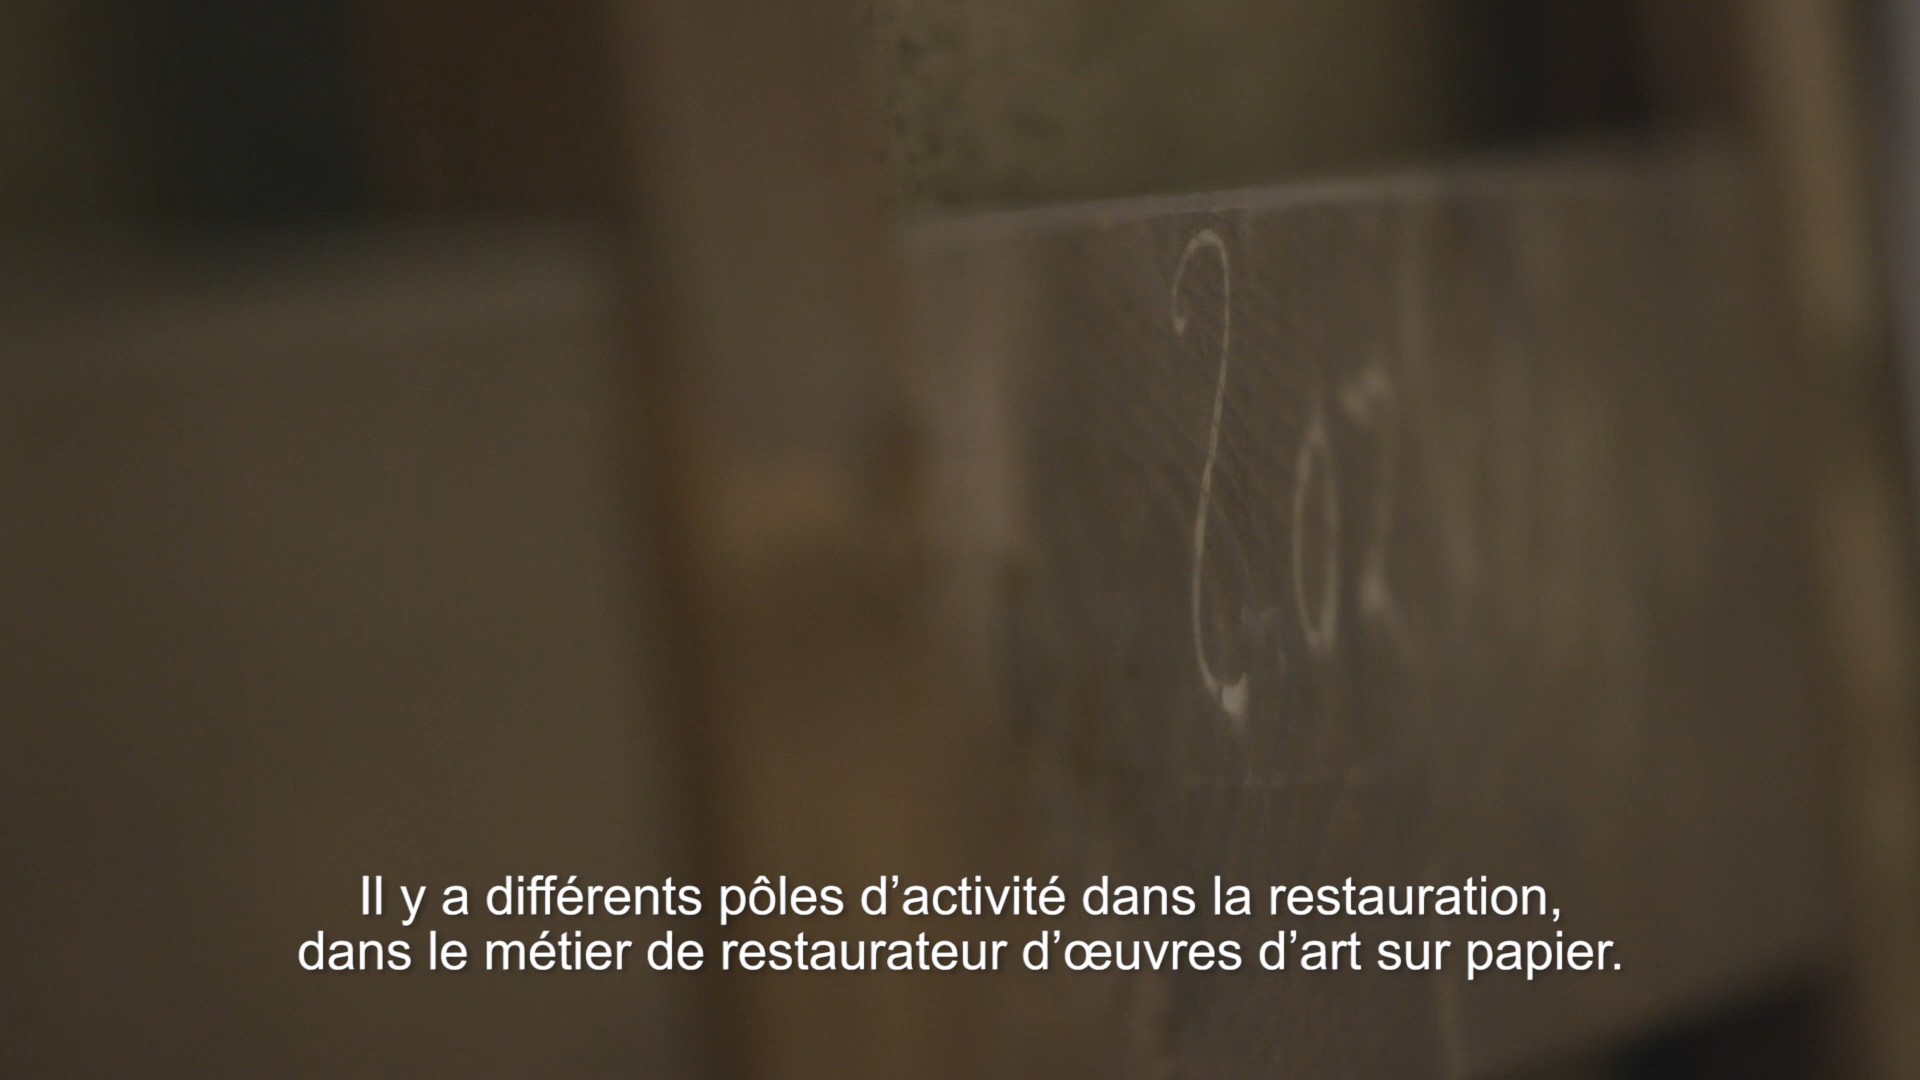 Il y a différents pôles d’activité dans la restauration,
dans le métier de restaurateur d’œuvres d’art sur papier.